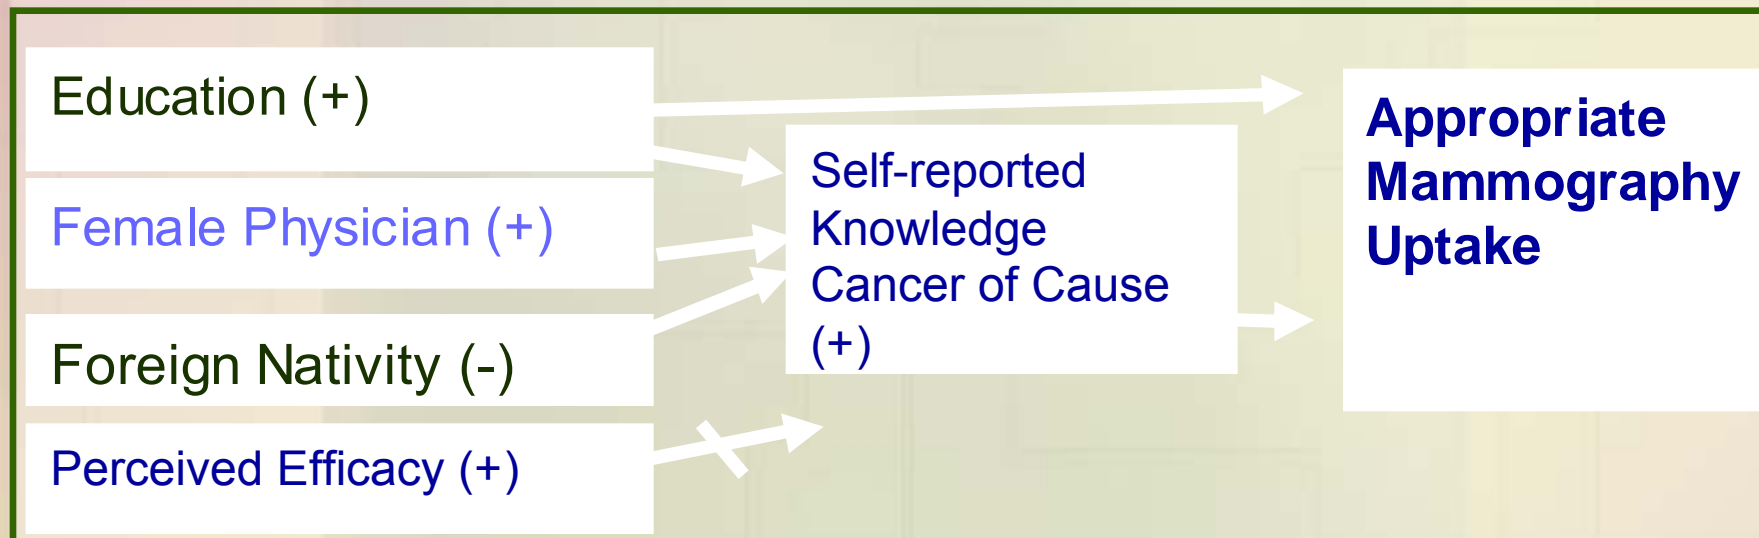 Education (+)
Female Physician (+)
Foreign Nativity (-)
Perceived Efficacy (+)
Self-reported
Knowledge
Cancer of Cause
(+)
Appropriate
Mammography
Uptake